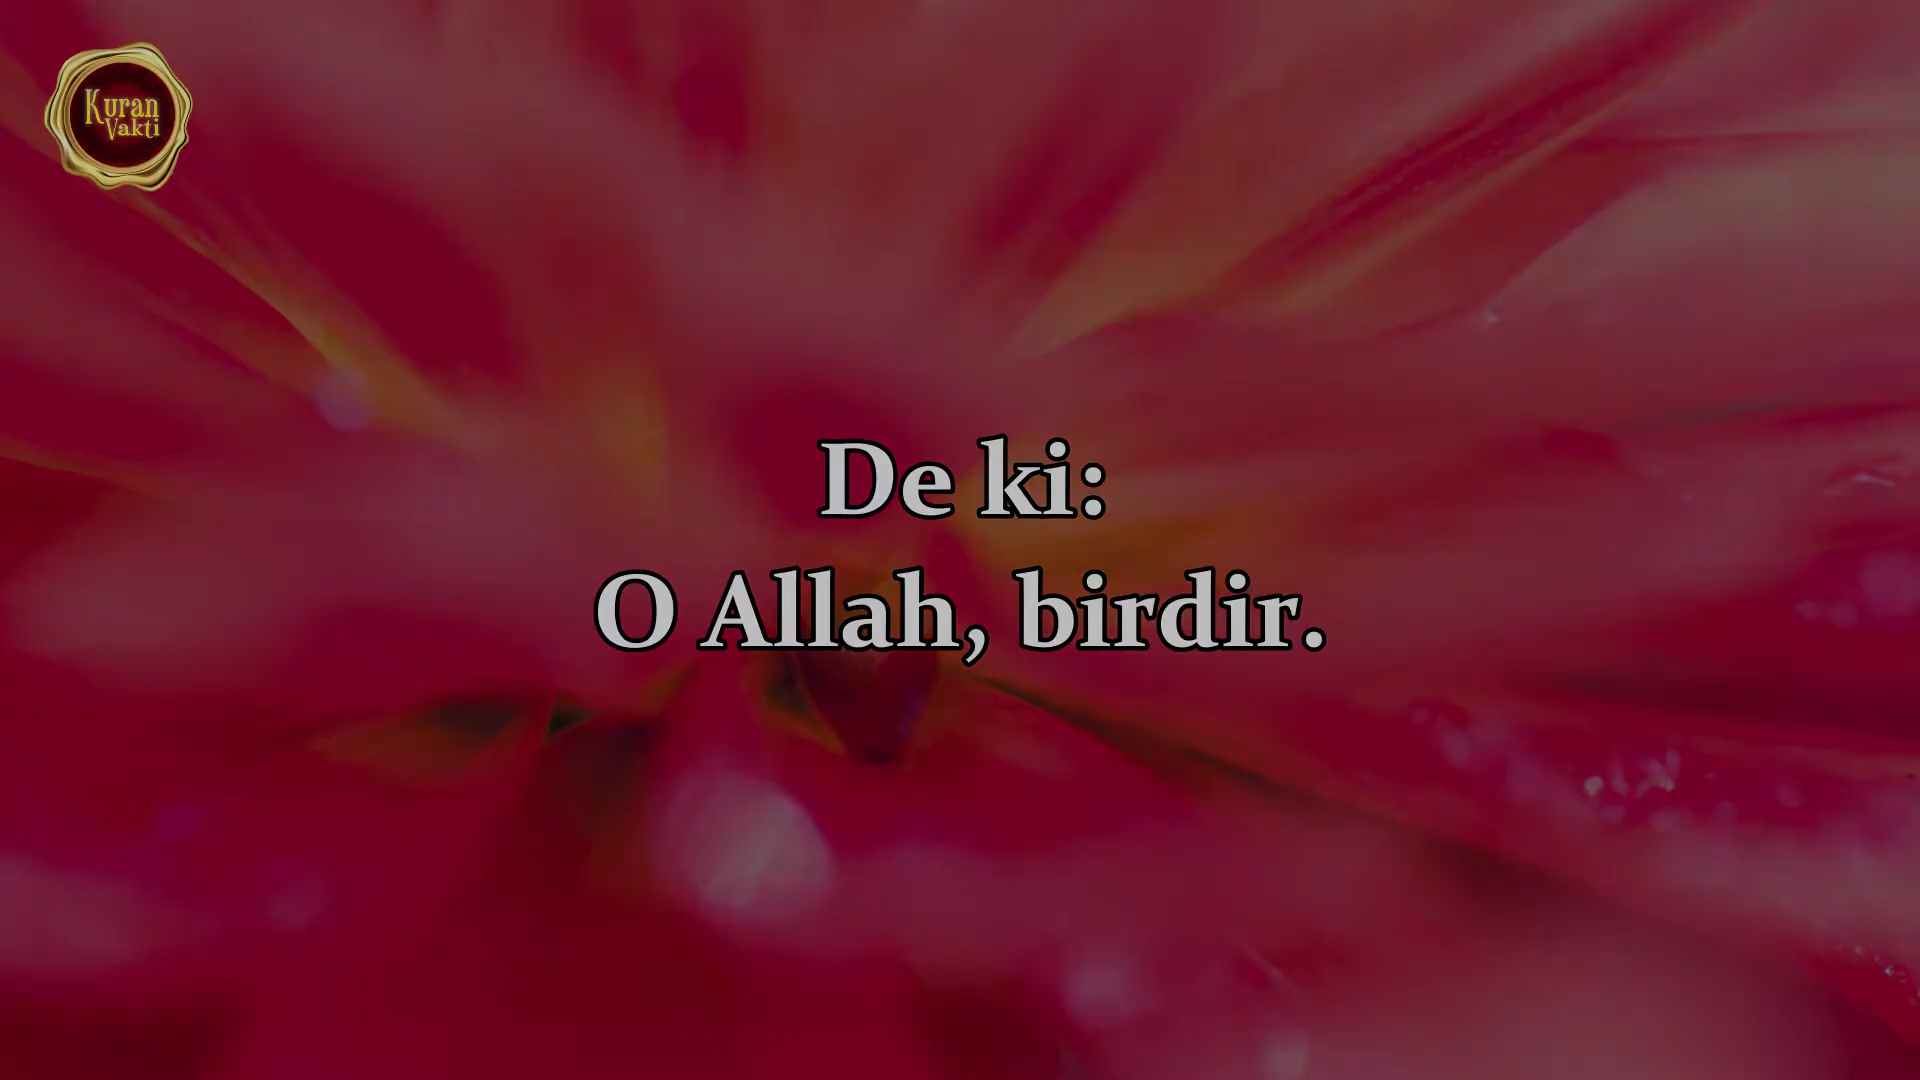 Kuran
Vakti
De ki:
O Allah, birdir.